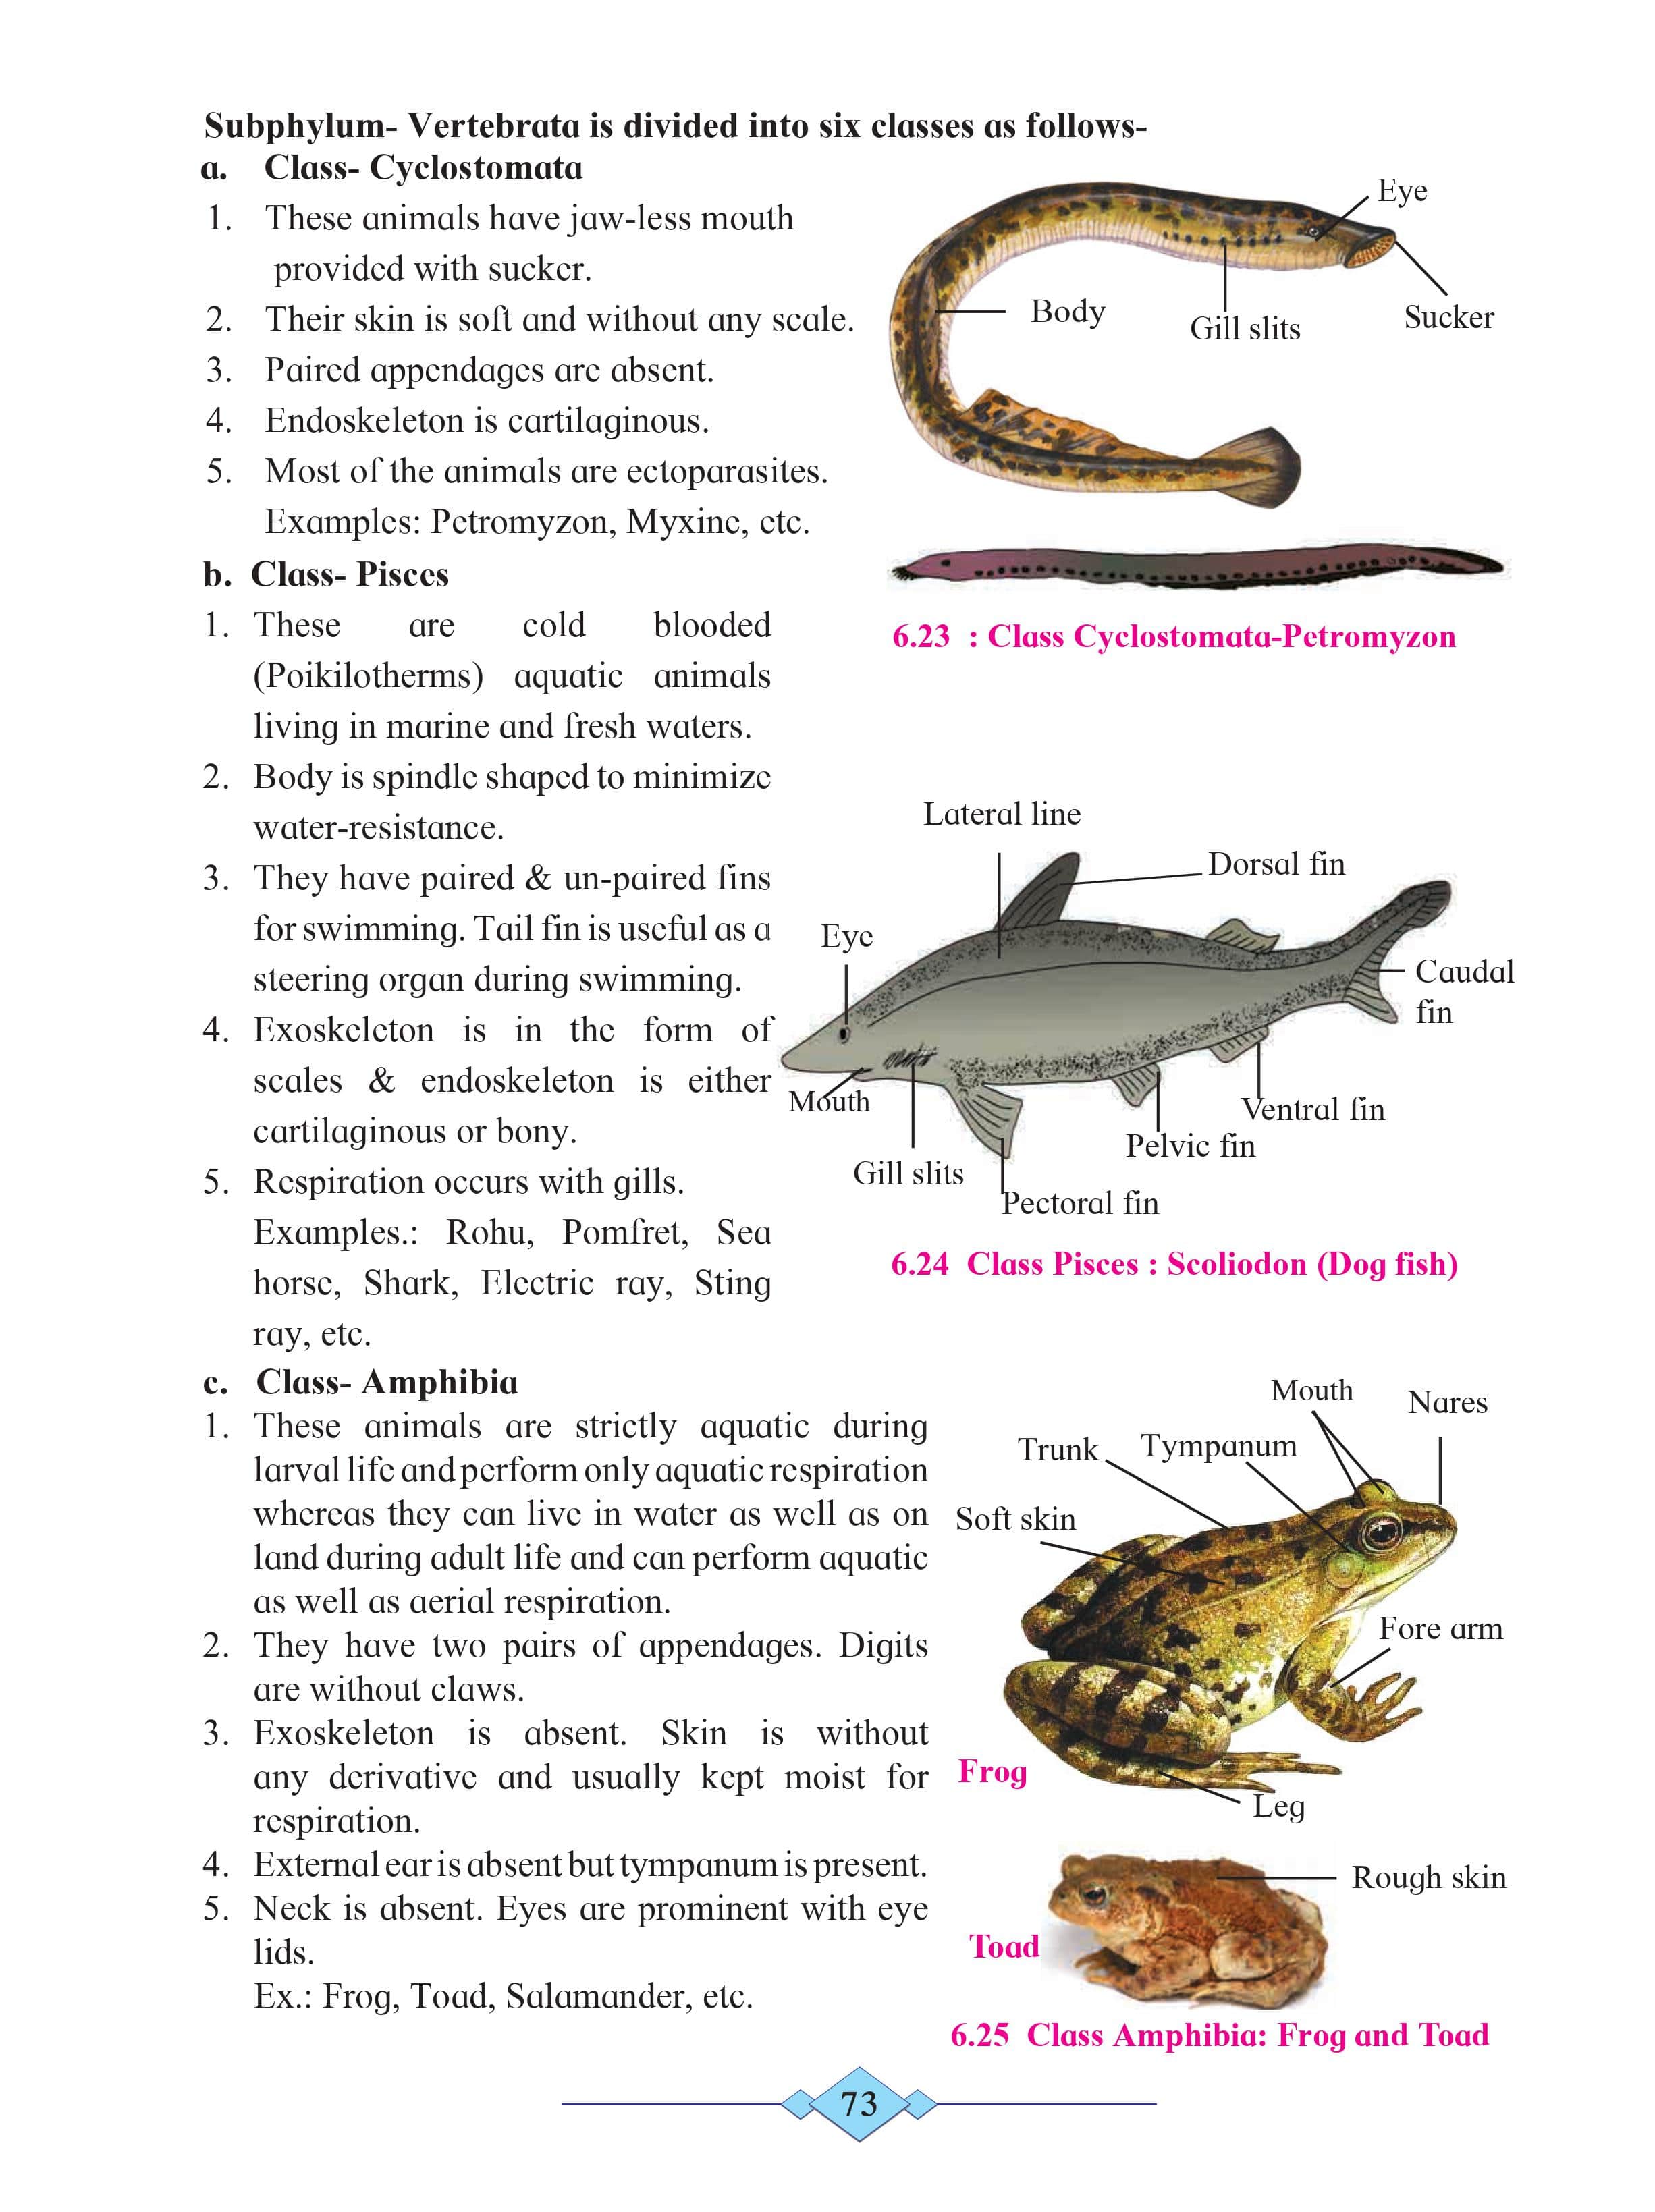 Subphylum- Vertebrata is divided into six classes as follows-
a. Class- Cyclostomata
1. These animals have jaw-less mouth
provided with sucker.
2. Their skin is soft and without any scale.
3. Paired appendages are absent.
4. Endoskeleton is cartilaginous.
5. Most of the animals are ectoparasites.
Examples: Petromyzon, Myxine, etc.
Eye
Body
Gill slits
Sucker
6.23 : Class Cyclostomata-Petromyzon
b. Class- Pisces
1. These are cold blooded
(Poikilotherms) aquatic animals
living in marine and fresh waters.
2. Body is spindle shaped to minimize
water-resistance.
3. They have paired & un-paired fins
for swimming. Tail fin is useful as a
steering organ during swimming.
4. Exoskeleton is in the form of
scales & endoskeleton is either
cartilaginous or bony.
5. Respiration occurs with gills.
Examples.: Rohu, Pomfret, Sea
horse, Shark, Electric ray, Sting
ray, etc.
Lateral line
Dorsal fin
Eye
Caudal
fin
Mouth
Ventral fin
Pelvic fin
Gill slits
Pectoral fin
6.24 Class Pisces : Scoliodon (Dog fish)
c. Class- Amphibia
1. These animals are strictly aquatic during
larval life and perform only aquatic respiration
whereas they can live in water as well as on
land during adult life and can perform aquatic
as well as aerial respiration.
2. They have two pairs of appendages. Digits
are without claws.
3. Exoskeleton is absent. Skin is without
any derivative and usually kept moist for
respiration.
4. External ear is absent but tympanum is present.
5. Neck is absent. Eyes are prominent with eye
lids.
Ex.: Frog, Toad, Salamander, etc.
Mouth
Nares
Trunk
Tympanum
Soft skin
Fore arm
Frog
Leg
Rough skin
Toad
6.25 Class Amphibia: Frog and Toad
73